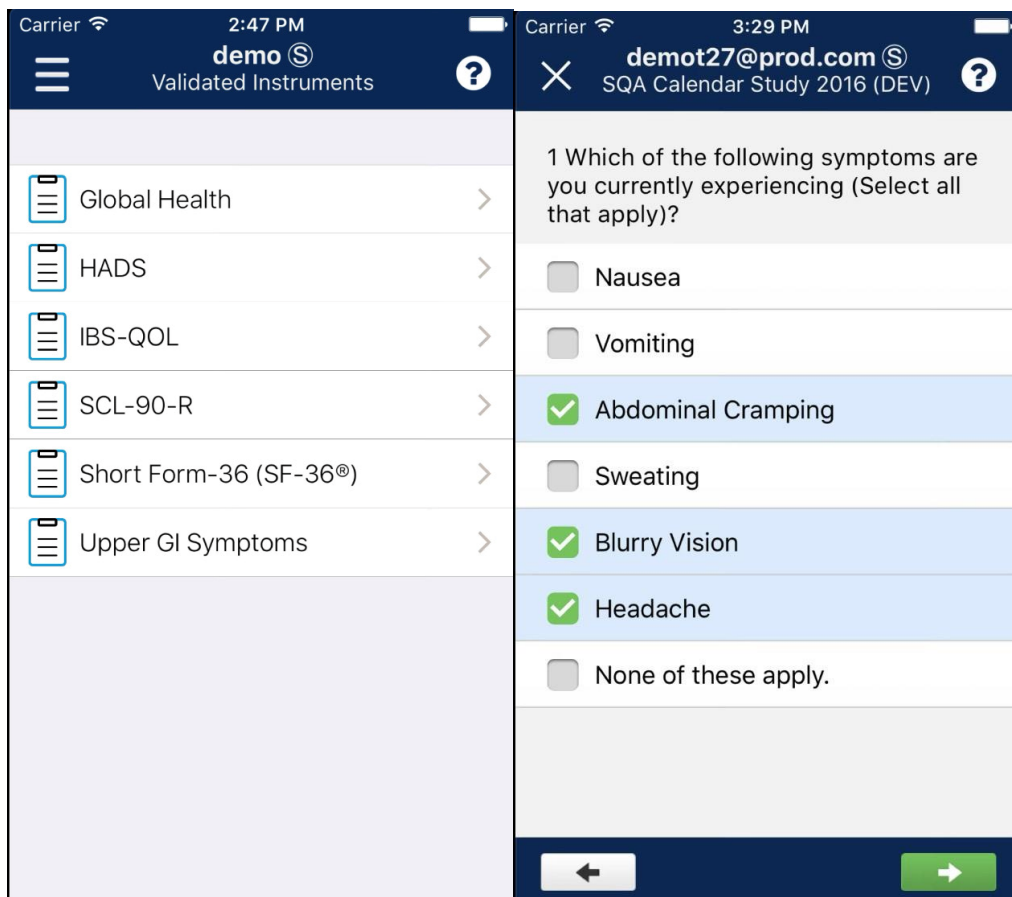 Carrier 2:47 PM
demo Ⓢ
Validated Instruments
?
Global Health
HADS
IBS-QOL
SCL-90-R
Short Form-36 (SF-36®)
Upper GI Symptoms
Carrier 3:29 PM
demot27@prod.com Ⓢ
SQA Calendar Study 2016 (DEV)
?
1 Which of the following symptoms are
you currently experiencing (Select all
that apply)?
Nausea
Vomiting
Abdominal Cramping
Sweating
Blurry Vision
Headache
None of these apply.